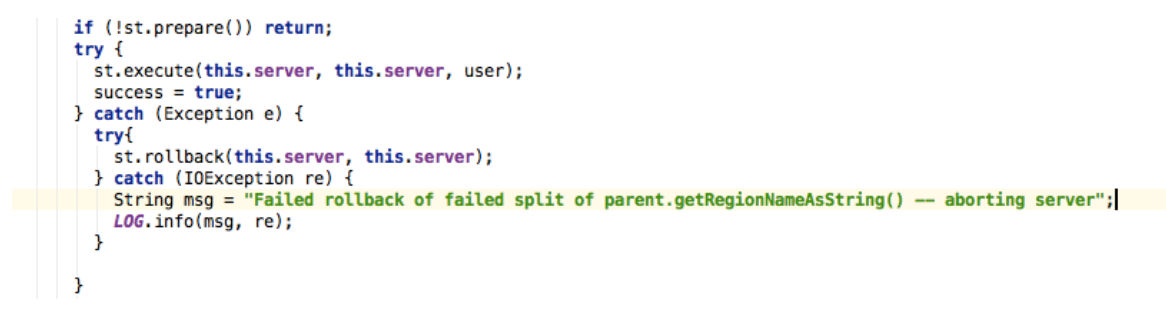 if (!st.prepare()) return;
try {
st.execute(this.server, this.server, user);
success = true;
} catch (Exception e) {
try{
st.rollback(this.server, this.server);
} catch (IOException re) {
String msg = "Failed rollback of failed split of parent.getRegionNameAsString() -- aborting server";
LOG.info(msg, re);
}
}